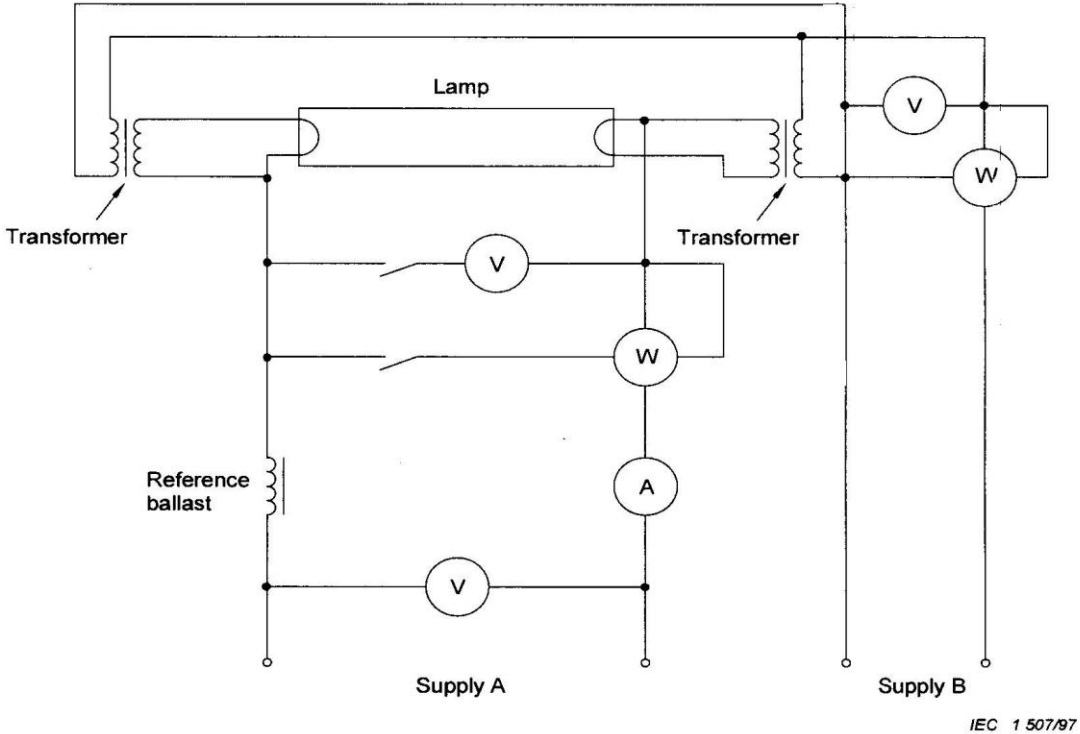 Lamp
V
W
Transformer
Transformer
V
W
Reference
ballast
A
V
Supply A
Supply B
IEC 1 507/97